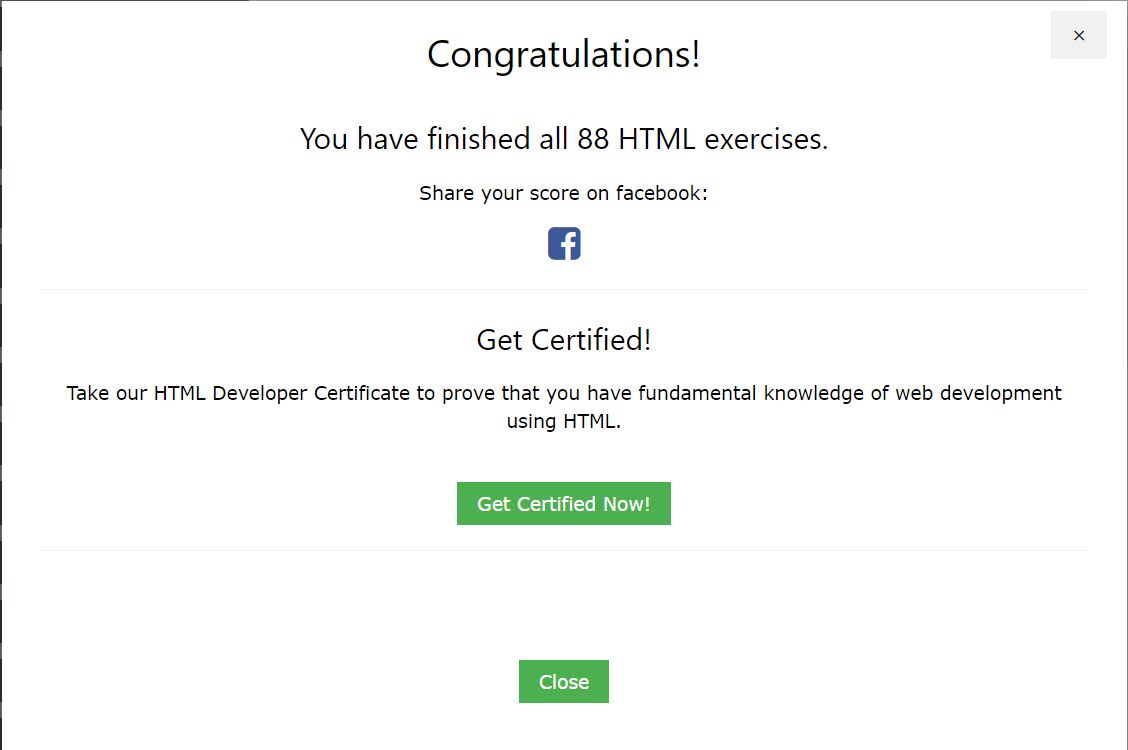 ×
Congratulations!
You have finished all 88 HTML exercises.
Share your score on facebook:
Get Certified!
Take our HTML Developer Certificate to prove that you have fundamental knowledge of web development
using HTML.
Get Certified Now!
Close